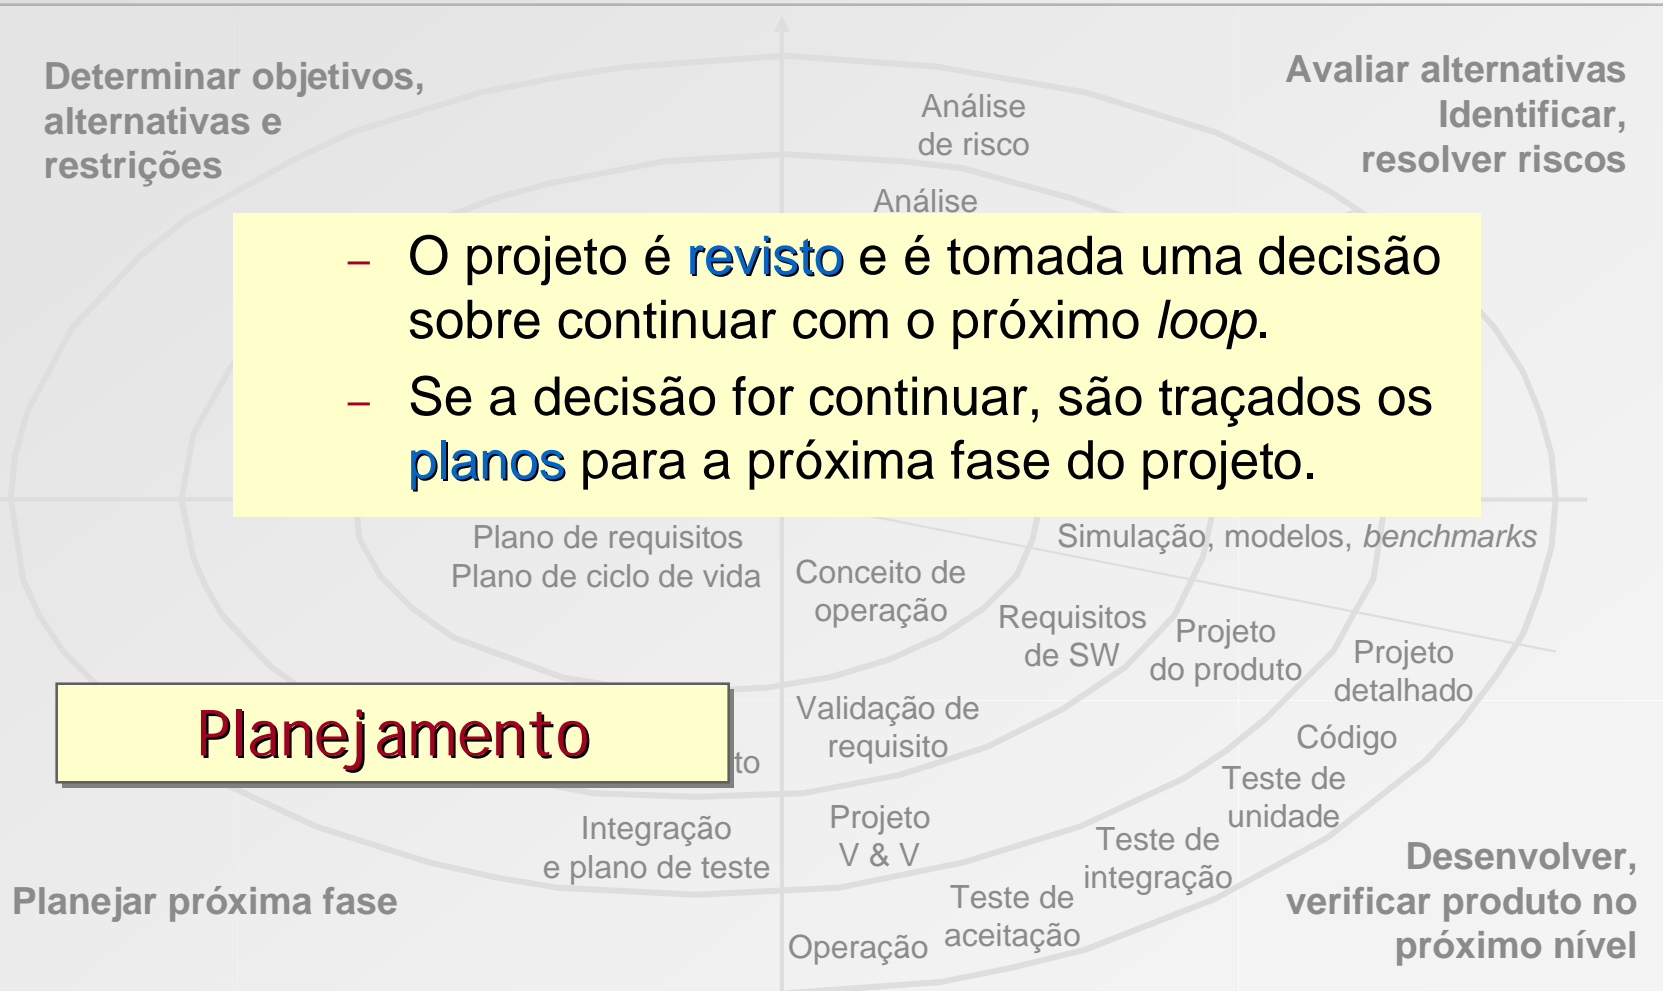 Determinar objetivos,
alternativas e
restrições
Avaliar alternativas
Identificar,
resolver riscos
Análise
de risco
Análise
– O projeto é revisto e é tomada uma decisão
sobre continuar com o próximo loop.
– Se a decisão for continuar, são traçados os
planos para a próxima fase do projeto.
Plano de requisitos
Plano de ciclo de vida
Simulação, modelos, benchmarks
Conceito de
operação
Requisitos
de SW
Projeto
do produto
Projeto
detalhado
Planejamento
Validação de
requisito
Código
Teste de
unidade
Integração
e plano de teste
Projeto
V & V
Teste de
integração
Teste de
aceitação
Operação
Planejar próxima fase
Desenvolver,
verificar produto no
próximo nível